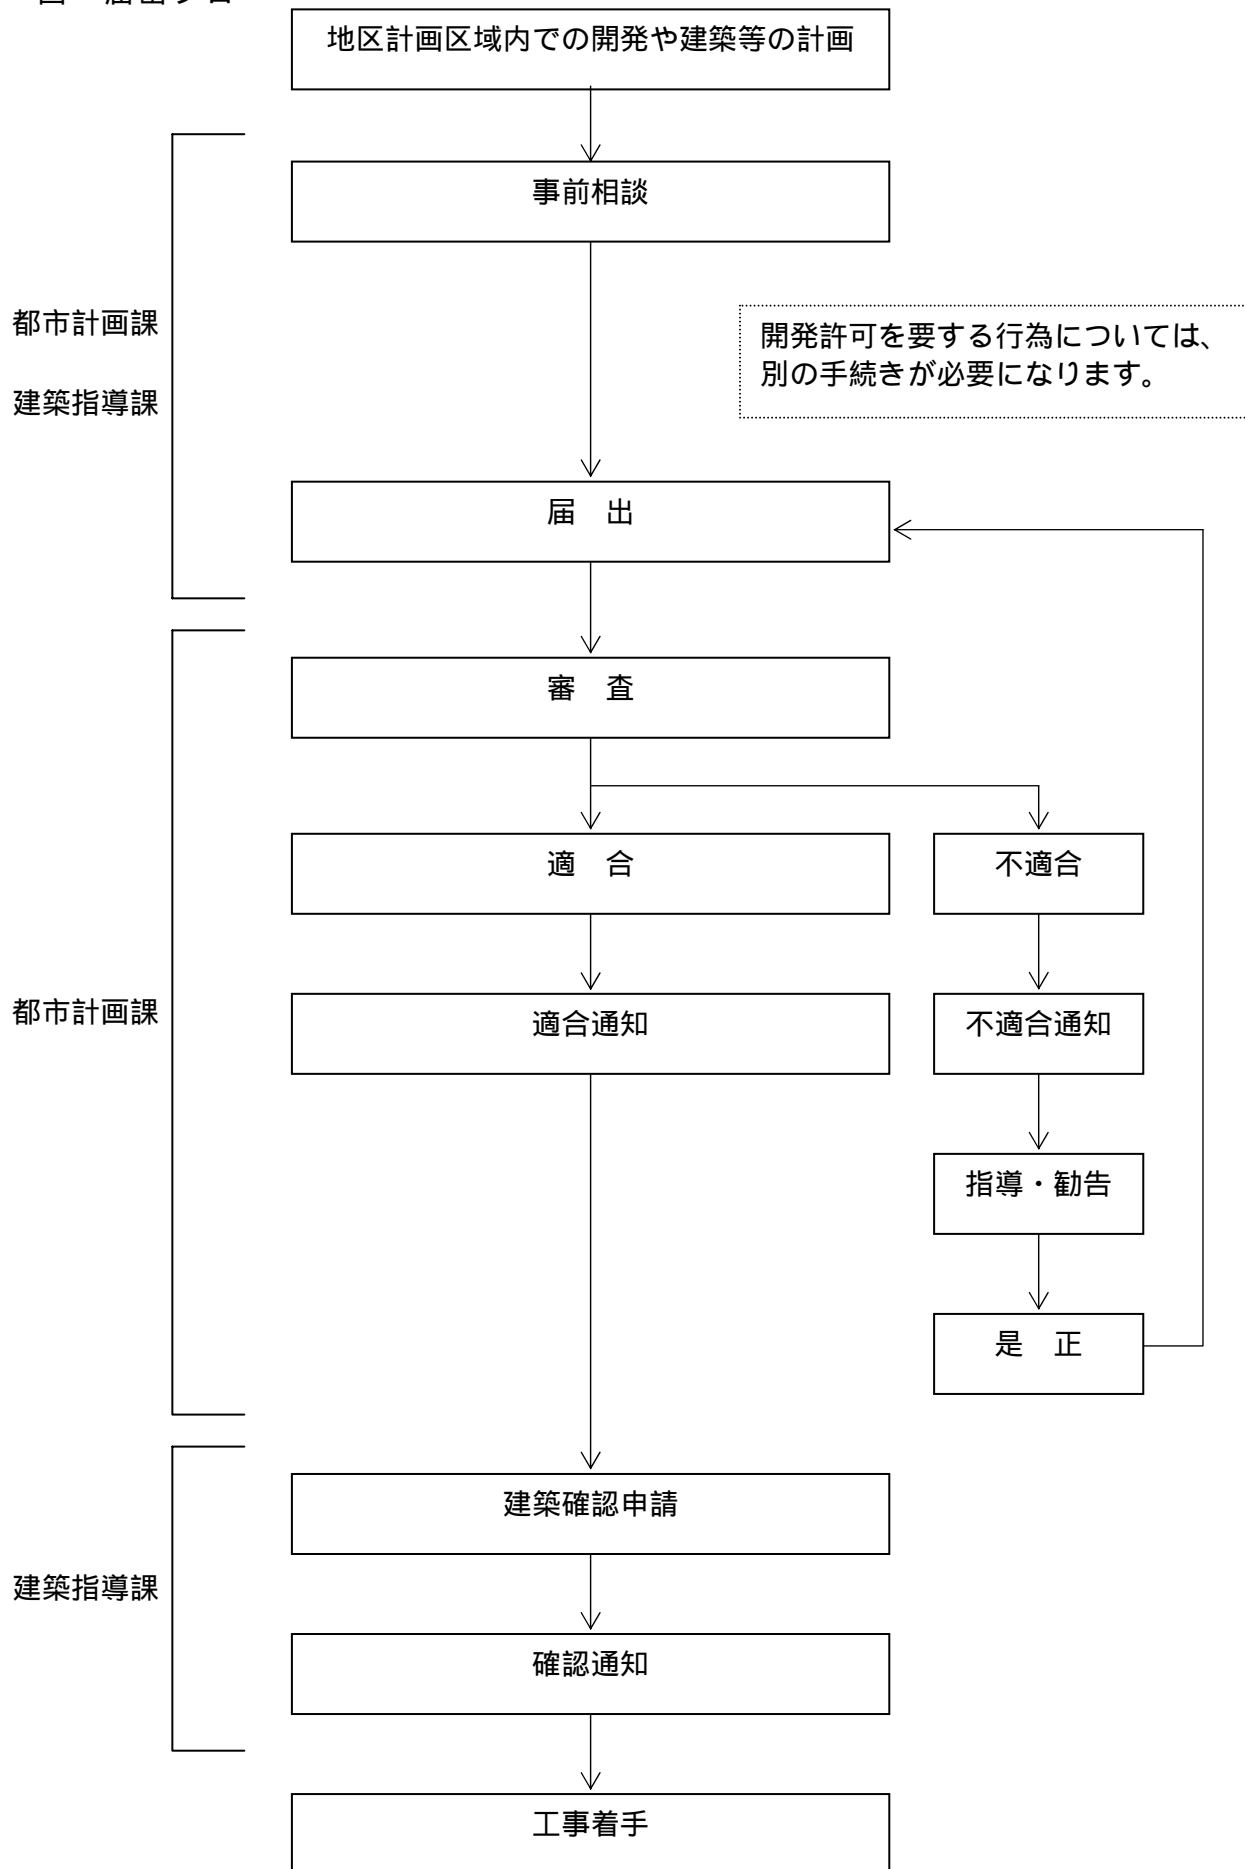 地区計画区域内での開発や建築等の計画
事前相談
都市計画課
建築指導課
開発許可を要する行為については、
別の手続きが必要になります。
届　出
審　査
適　合
不適合
都市計画課
適合通知
不適合通知
指導・勧告
是　正
建築確認申請
建築指導課
確認通知
工事着手